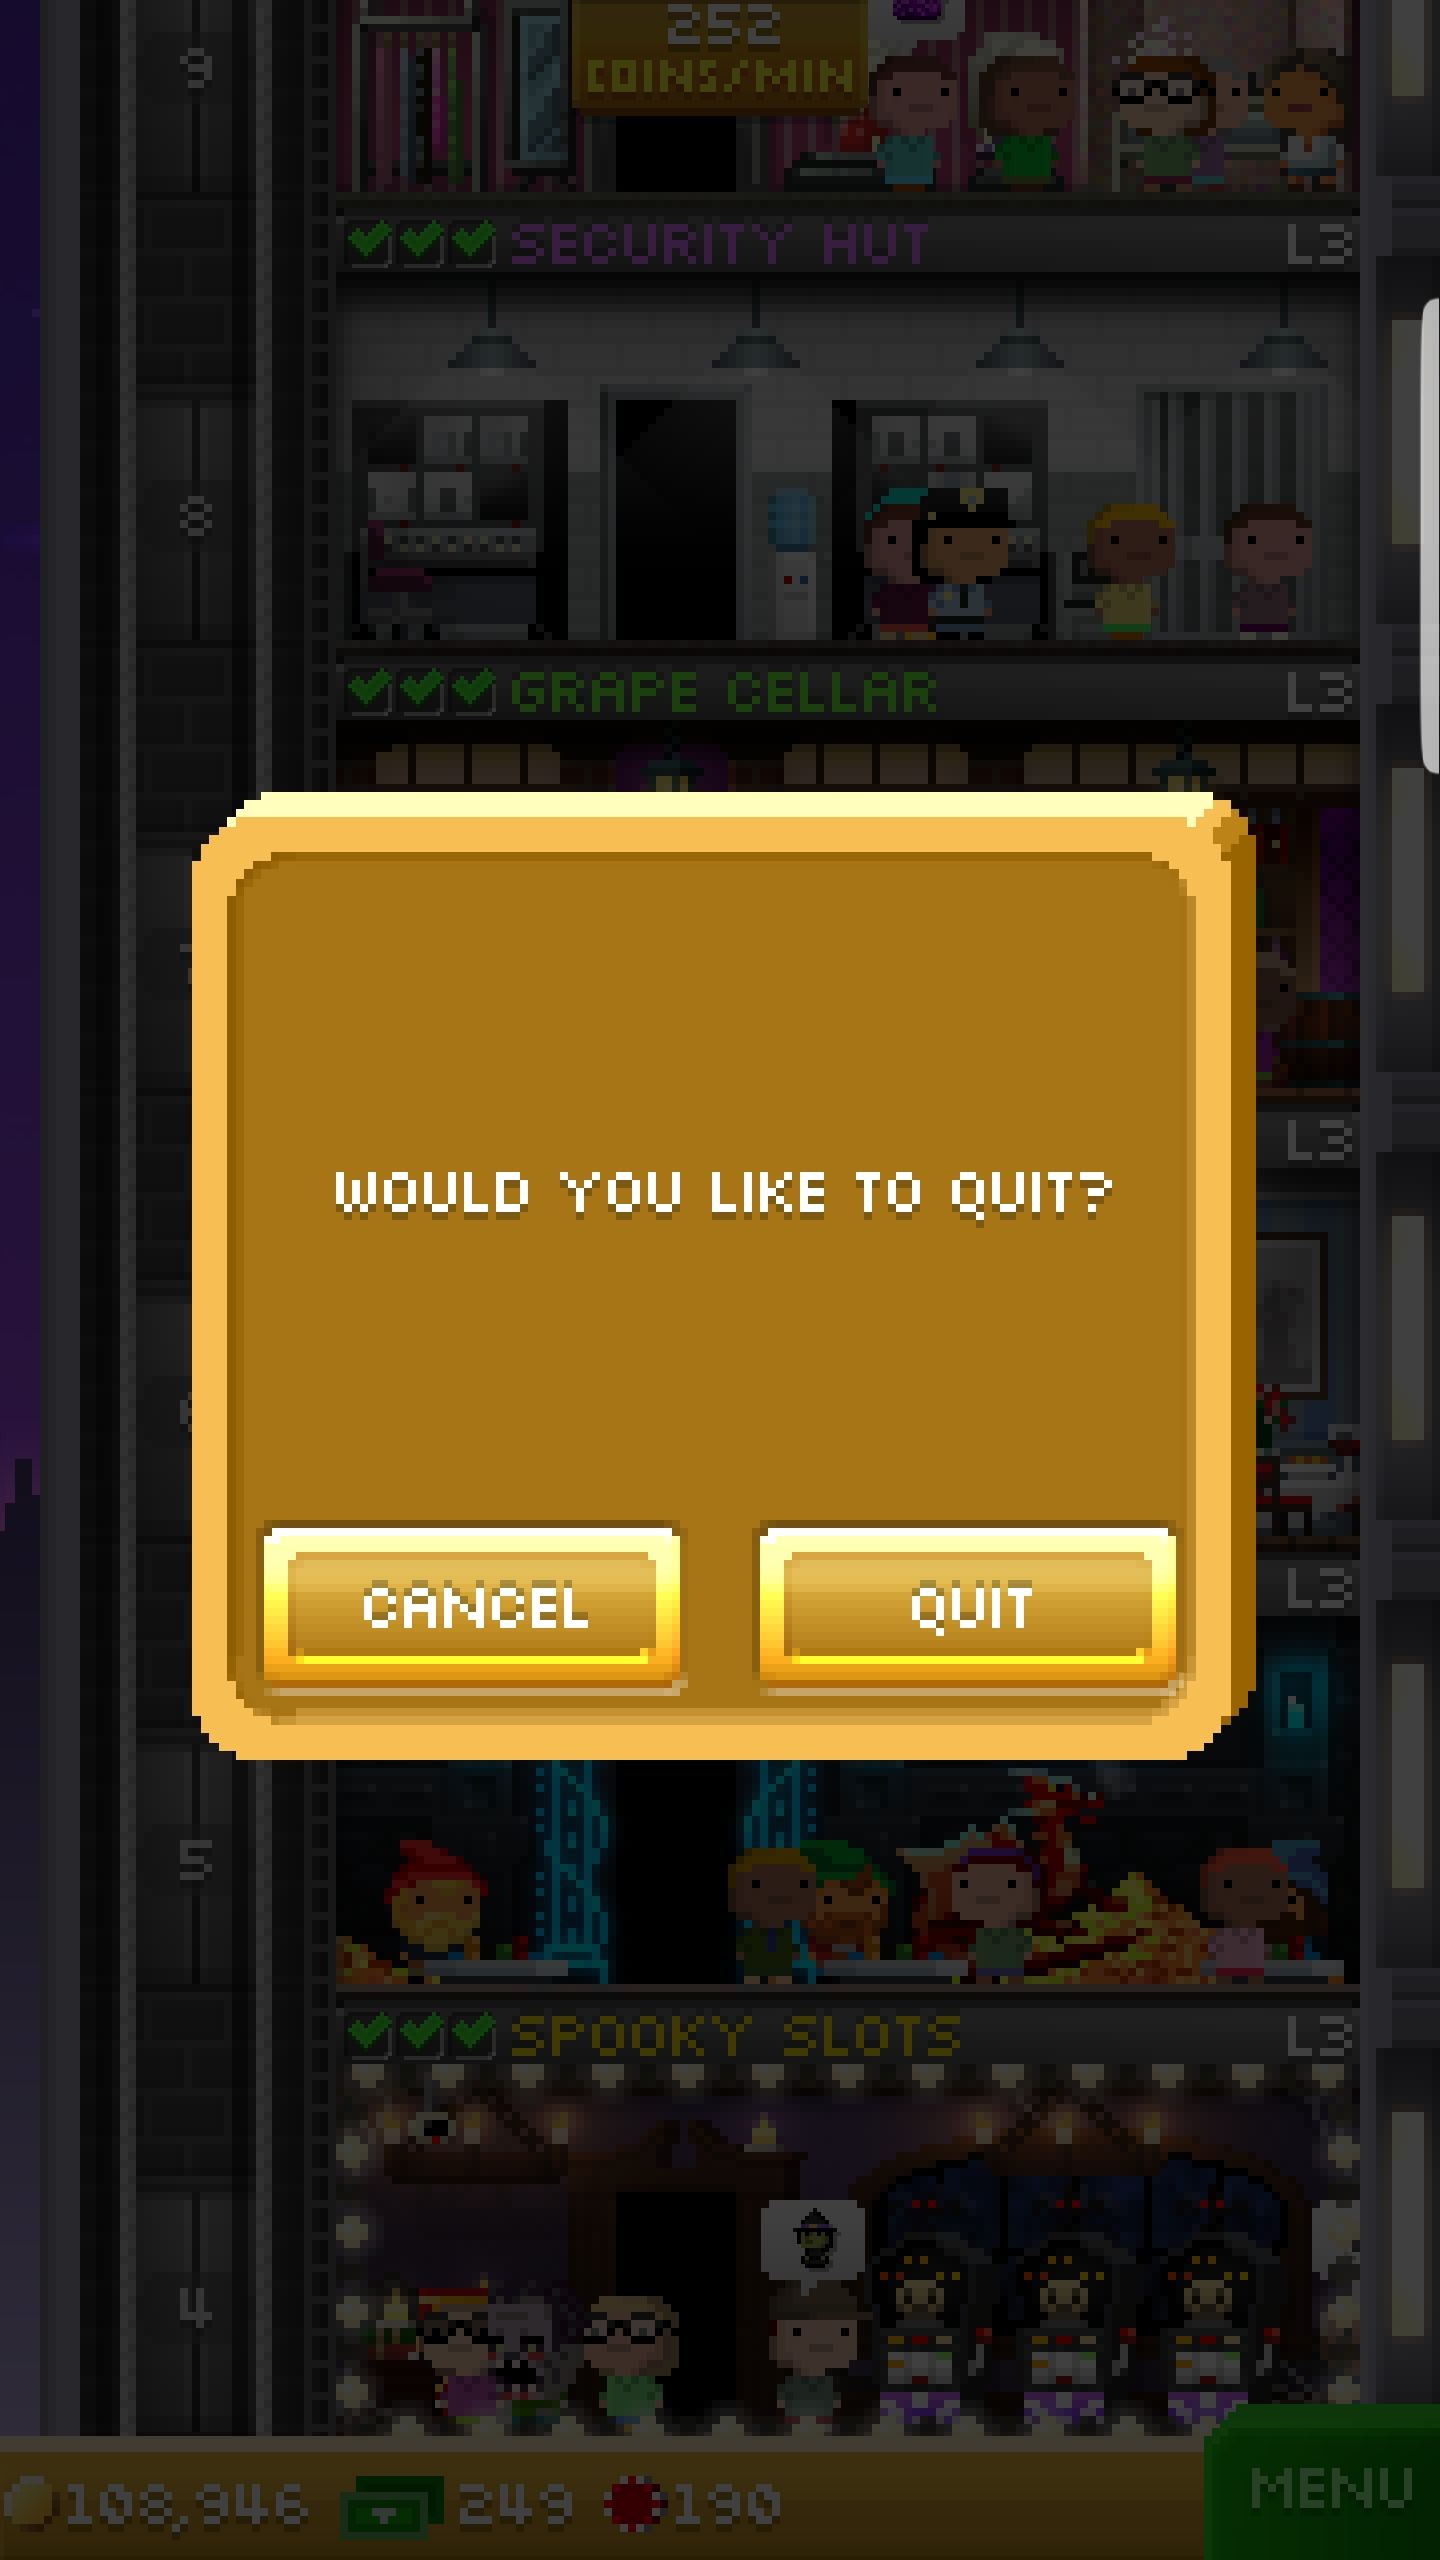 252
COINS/MIN
9
SECURITY HUT L3
8
GRAPE CELLAR L3
L3
WOULD YOU LIKE TO QUIT?
L3
CANCEL QUIT
5
SPOOKY SLOTS L3
4
108,946 249 190 MENU